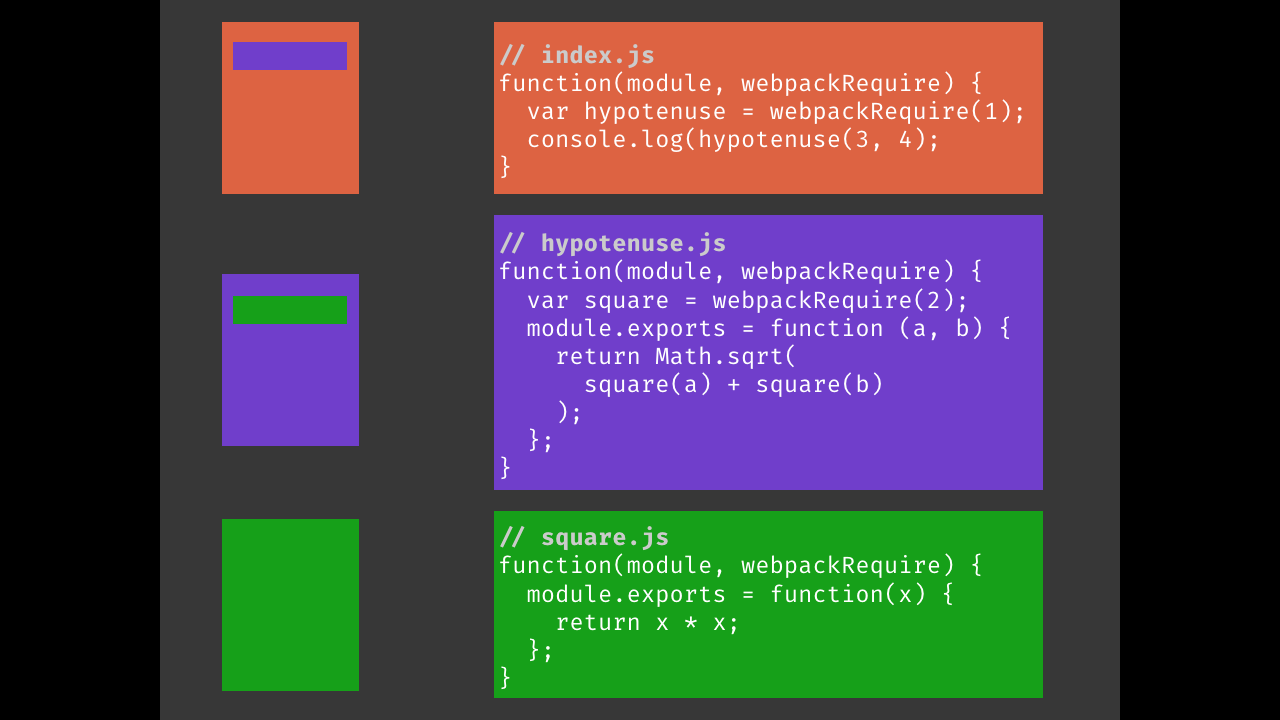 // index.js
function(module, webpackRequire) {
  var hypotenuse = webpackRequire(1);
  console.log(hypotenuse(3, 4);
}
// hypotenuse.js
function(module, webpackRequire) {
  var square = webpackRequire(2);
  module.exports = function (a, b) {
    return Math.sqrt(
      square(a) + square(b)
    );
  };
}
// square.js
function(module, webpackRequire) {
  module.exports = function(x) {
    return x * x;
  };
}